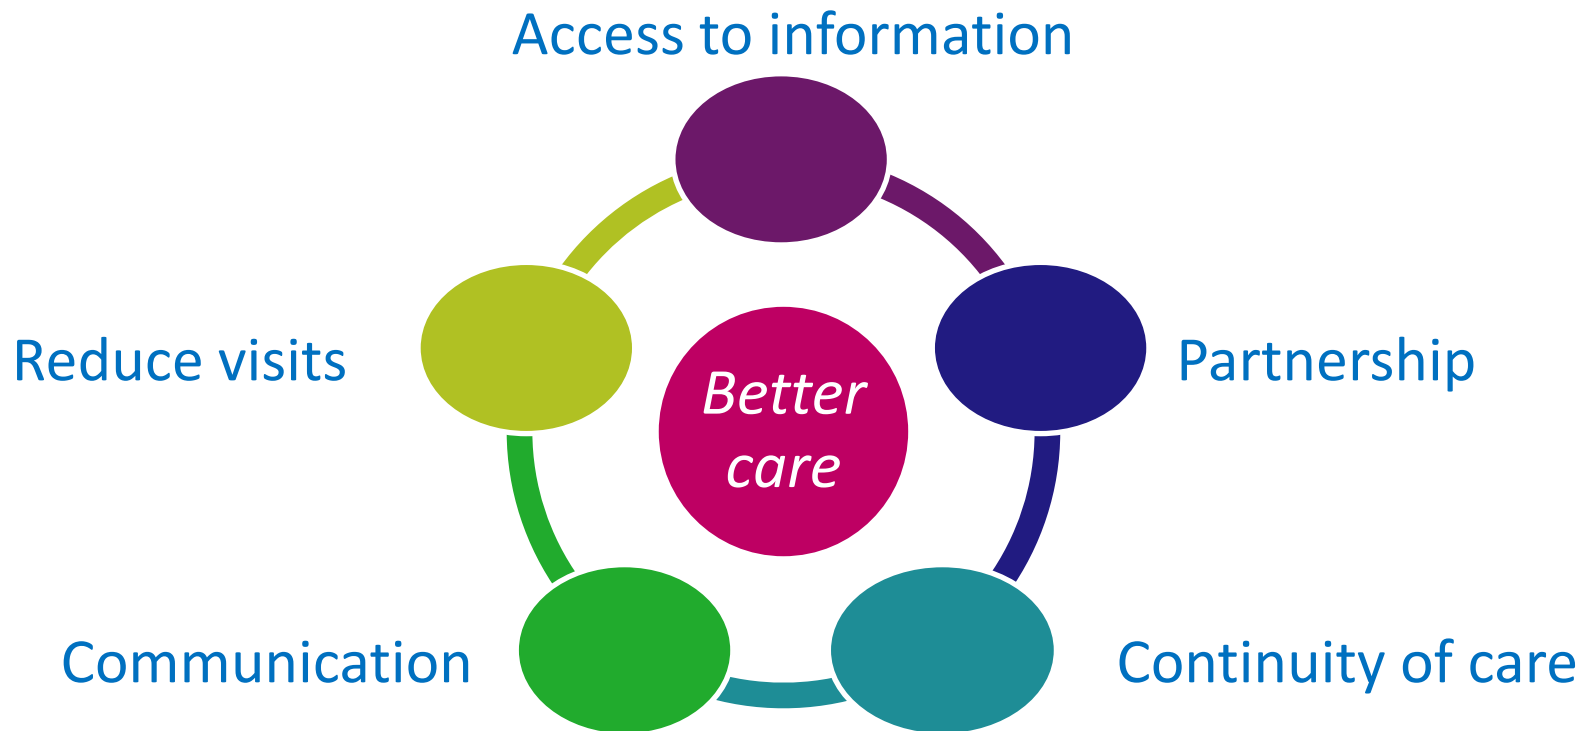 Access to information
Reduce visits
Partnership
Better
care
Communication
Continuity of care